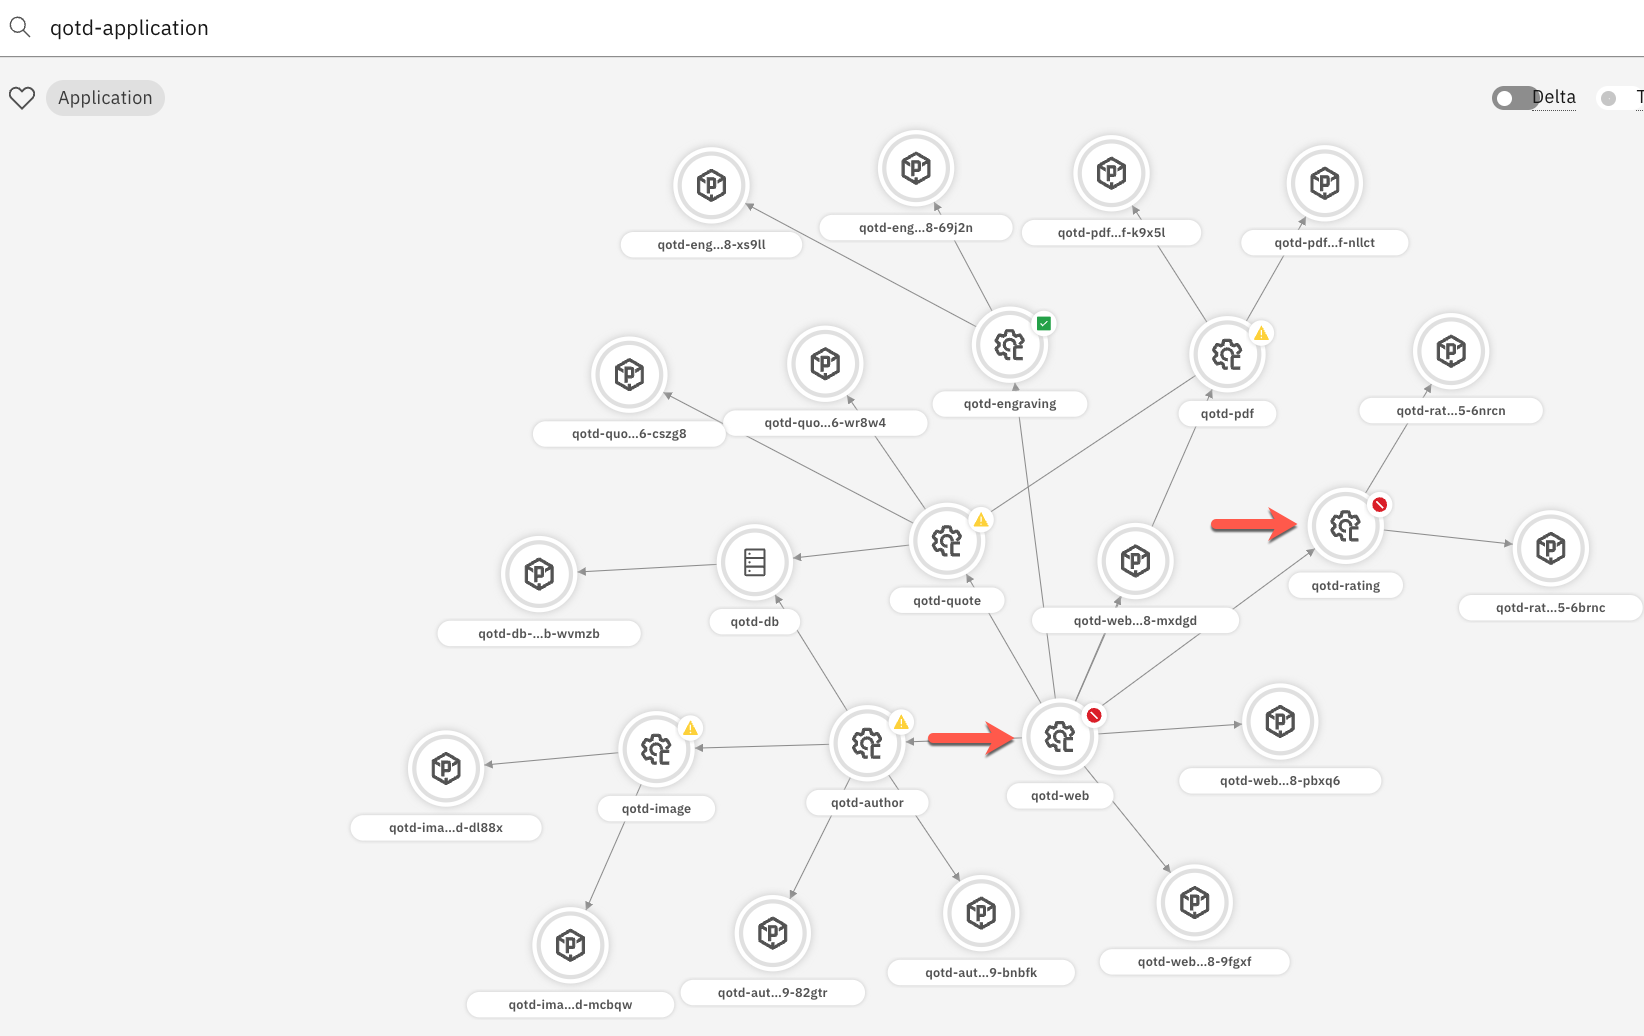 qotd-application
Application
Delta
T
qotd-eng...8-xs9ll
qotd-eng...8-69j2n
qotd-pdf...f-k9x5l
qotd-pdf...f-nllct
qotd-quo...6-cszg8
qotd-quo...6-wr8w4
qotd-engraving
qotd-pdf
qotd-rat...5-6nrcn
qotd-db-...b-wvmzb
qotd-db
qotd-quote
qotd-web...8-mxdgd
qotd-rating
qotd-rat...5-6brnc
qotd-ima...d-dl88x
qotd-image
qotd-author
qotd-web
qotd-web...8-pbxq6
qotd-ima...d-mcbqw
qotd-aut...9-82gtr
qotd-aut...9-bnbfk
qotd-web...8-9fgxf